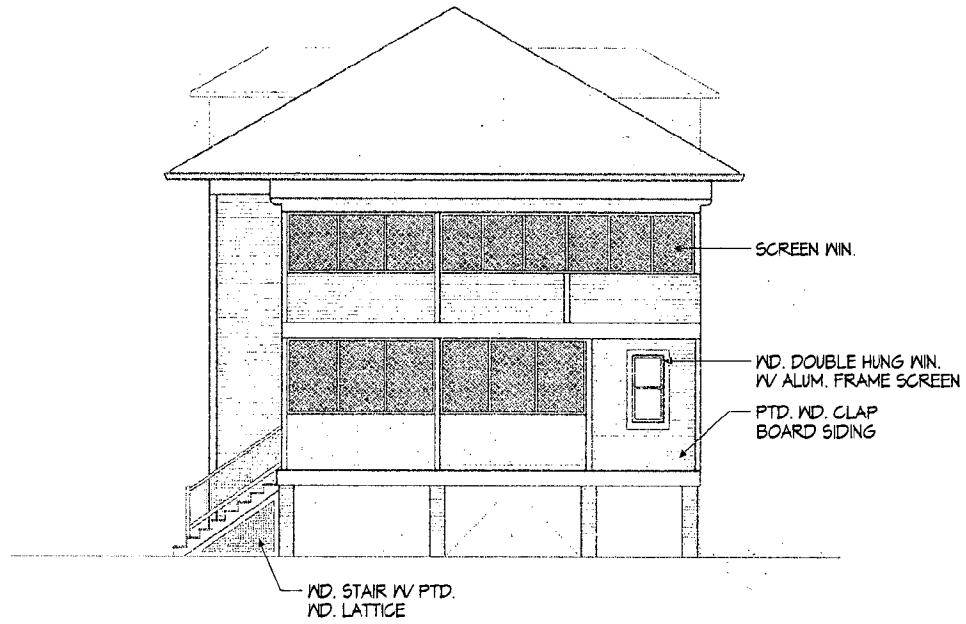 SCREEN WIN.
WD. DOUBLE HUNG WIN.
W/ ALUM. FRAME SCREEN
PTD. WD. CLAP
BOARD SIDING
WD. STAIR W/ PTD.
WD. LATTICE